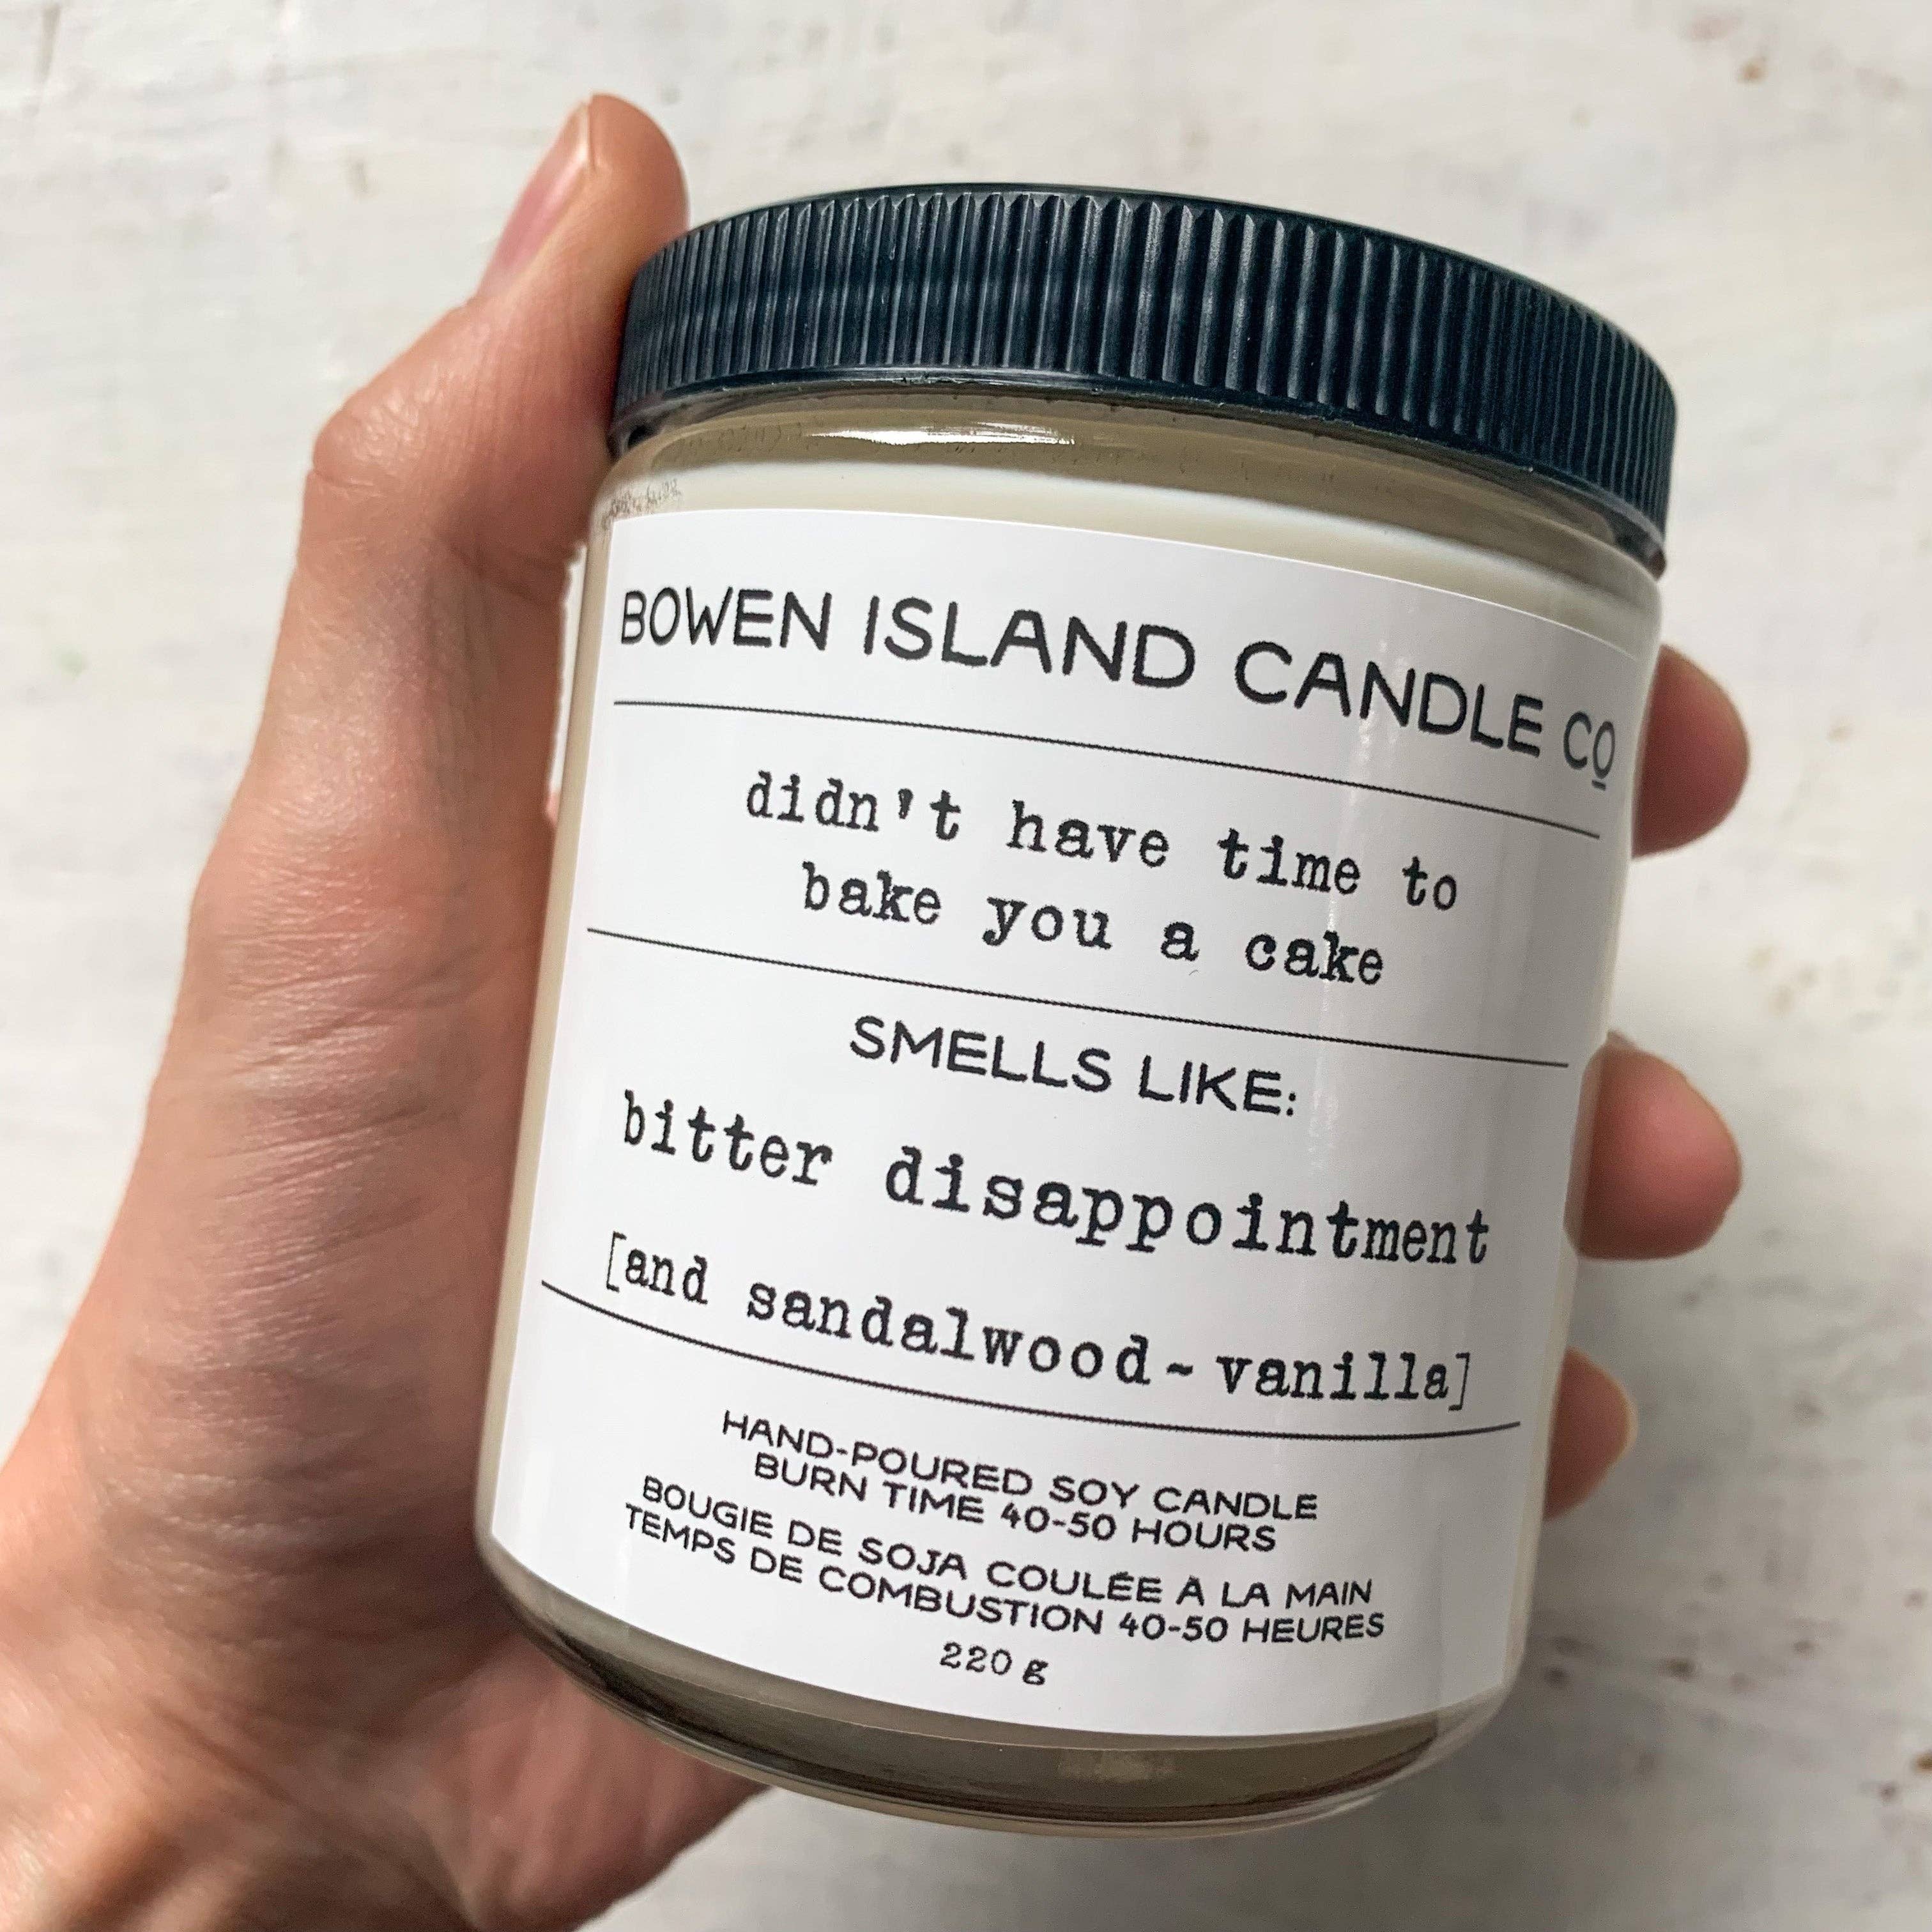 BOWEN ISLAND CANDLE CO
didn't have time to
bake you a cake
SMELLS LIKE:
bitter disappointment
[and sandalwood~vanilla]
HAND-POURED SOY CANDLE
BURN TIME 40-50 HOURS
BOUGIE DE SOJA COULÉE À LA MAIN
TEMPS DE COMBUSTION 40-50 HEURES
220 g